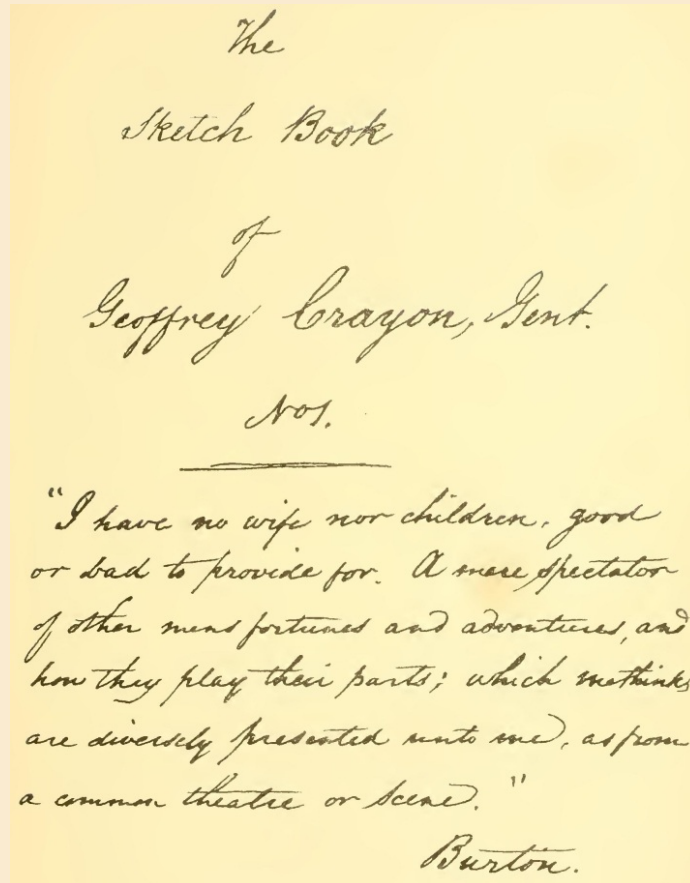 The
Sketch Book
of
Geoffrey Crayon, Gent.
No 1.
"I have no wife nor children, good
or bad to provide for. A mere spectator
of other mens fortunes and adventures, and
how they play their parts; which methinks
are diversely presented unto me, as from
a common theatre or scene."
Burton.